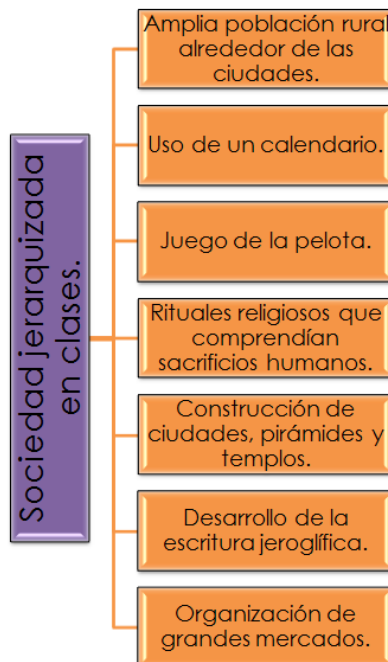 Sociedad jerarquizada
en clases.
Amplia población rural
alrededor de las
ciudades.
Uso de un calendario.
Juego de la pelota.
Rituales religiosos que
comprendían
sacrificios humanos.
Construcción de
ciudades, pirámides y
templos.
Desarrollo de la
escritura jeroglífica.
Organización de
grandes mercados.